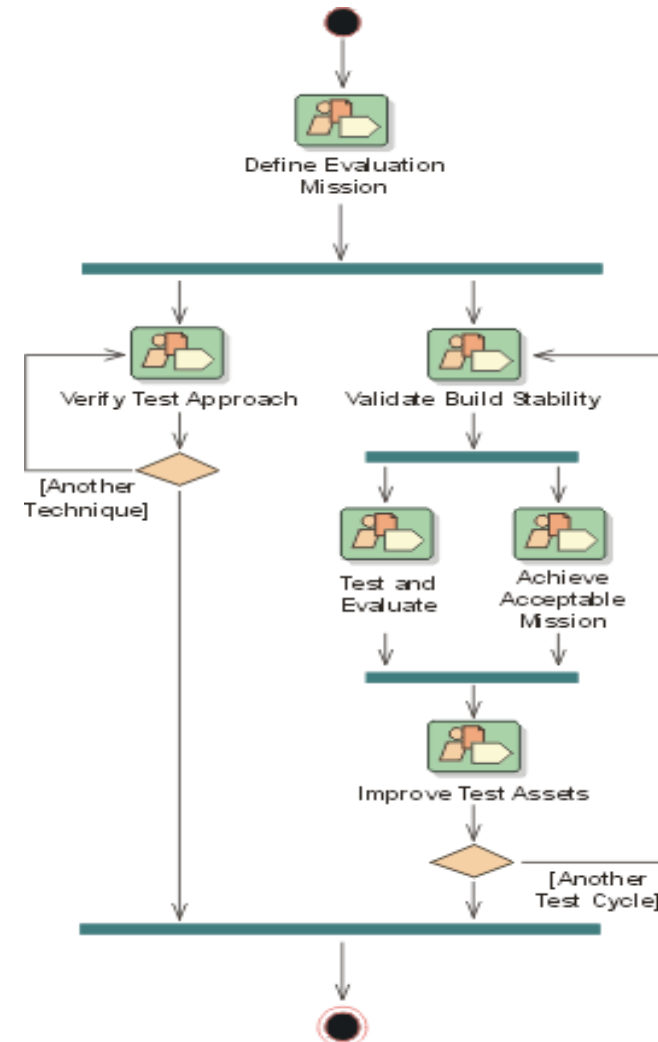 Define Evaluation
Mission
Verify Test Approach
Validate Build Stability
[Another
Technique]
Test and
Evaluate
Achieve
Acceptable
Mission
Improve Test Assets
[Another
Test Cycle]